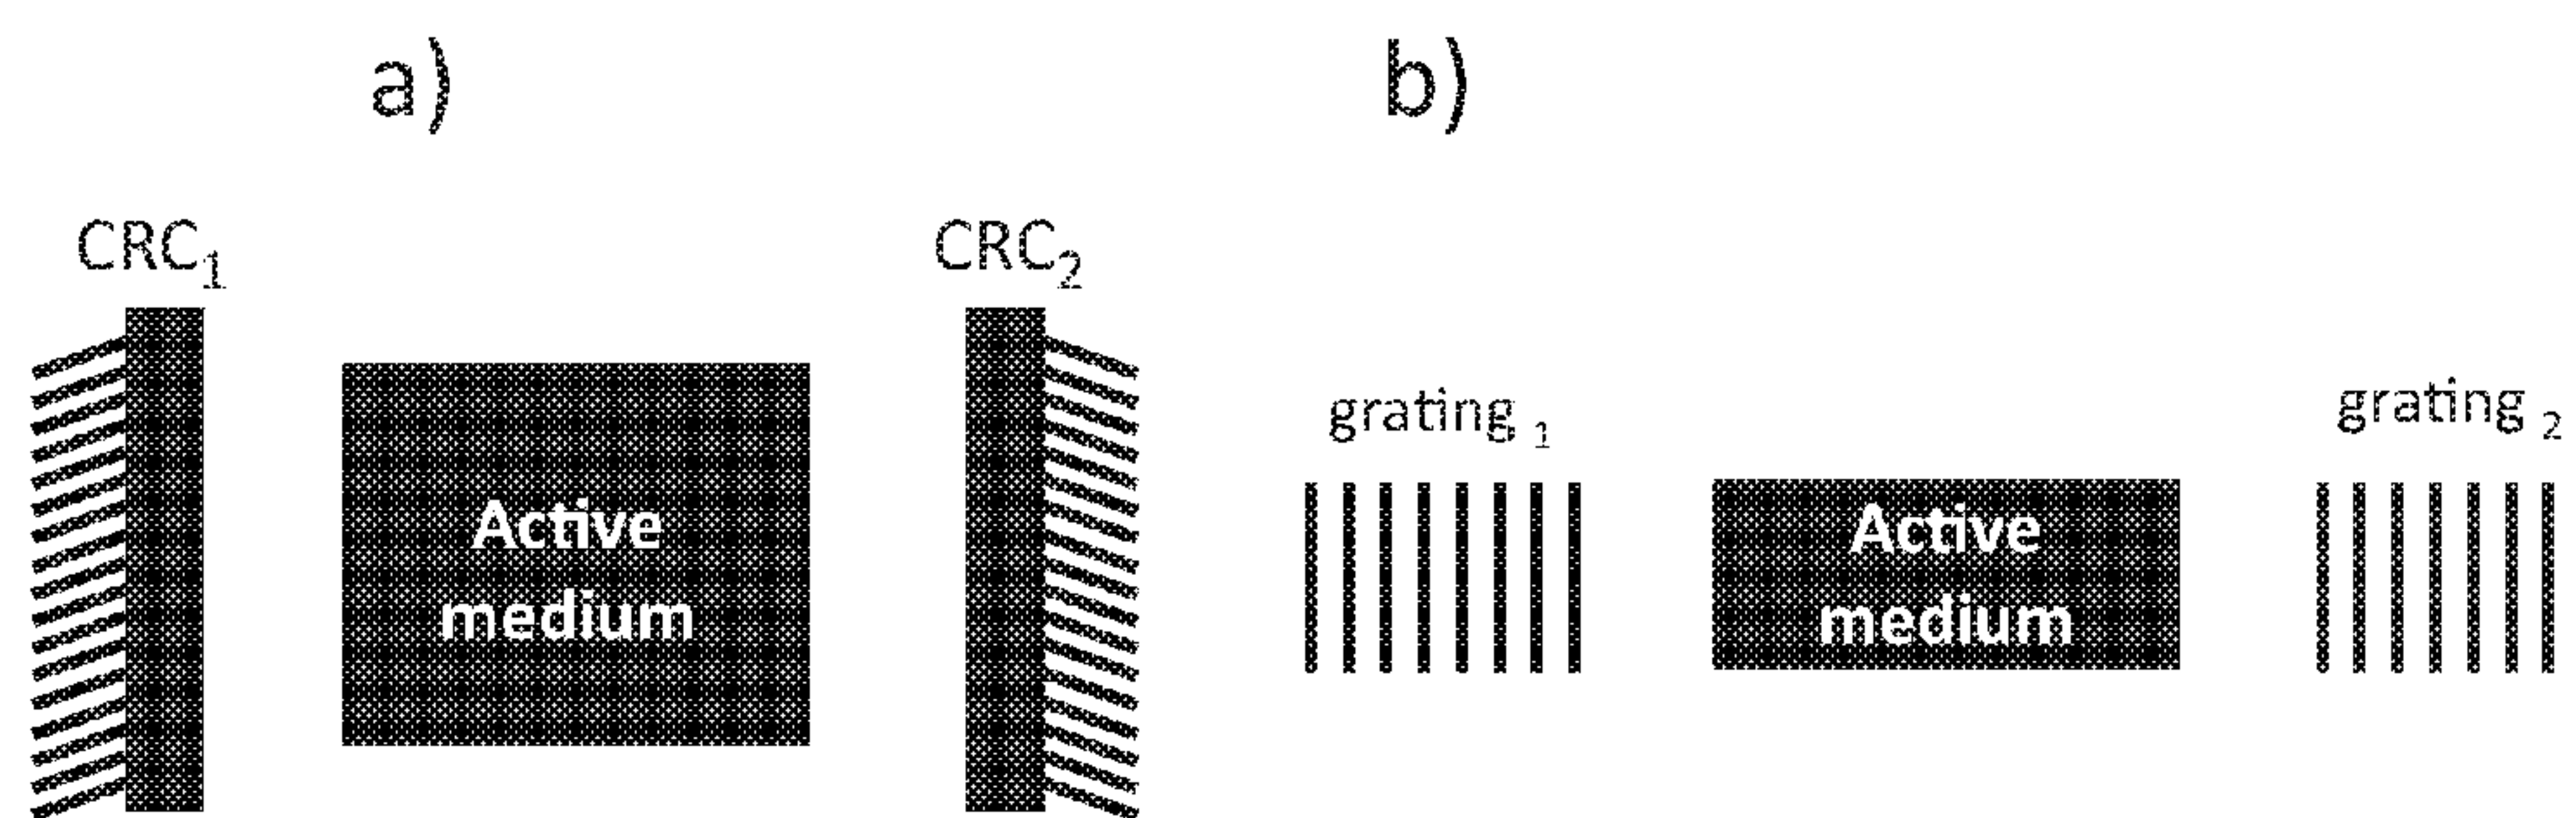 a)
b)
CRC1
CRC2
grating 1
grating 2
Active
medium
Active
medium